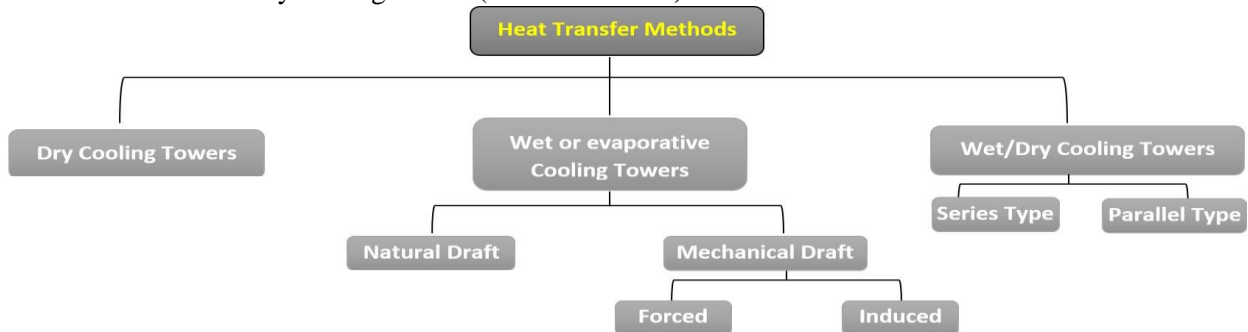 Heat Transfer Methods
Dry Cooling Towers
Wet or evaporative
Cooling Towers
Wet/Dry Cooling Towers
Series Type
Parallel Type
Natural Draft
Mechanical Draft
Forced
Induced